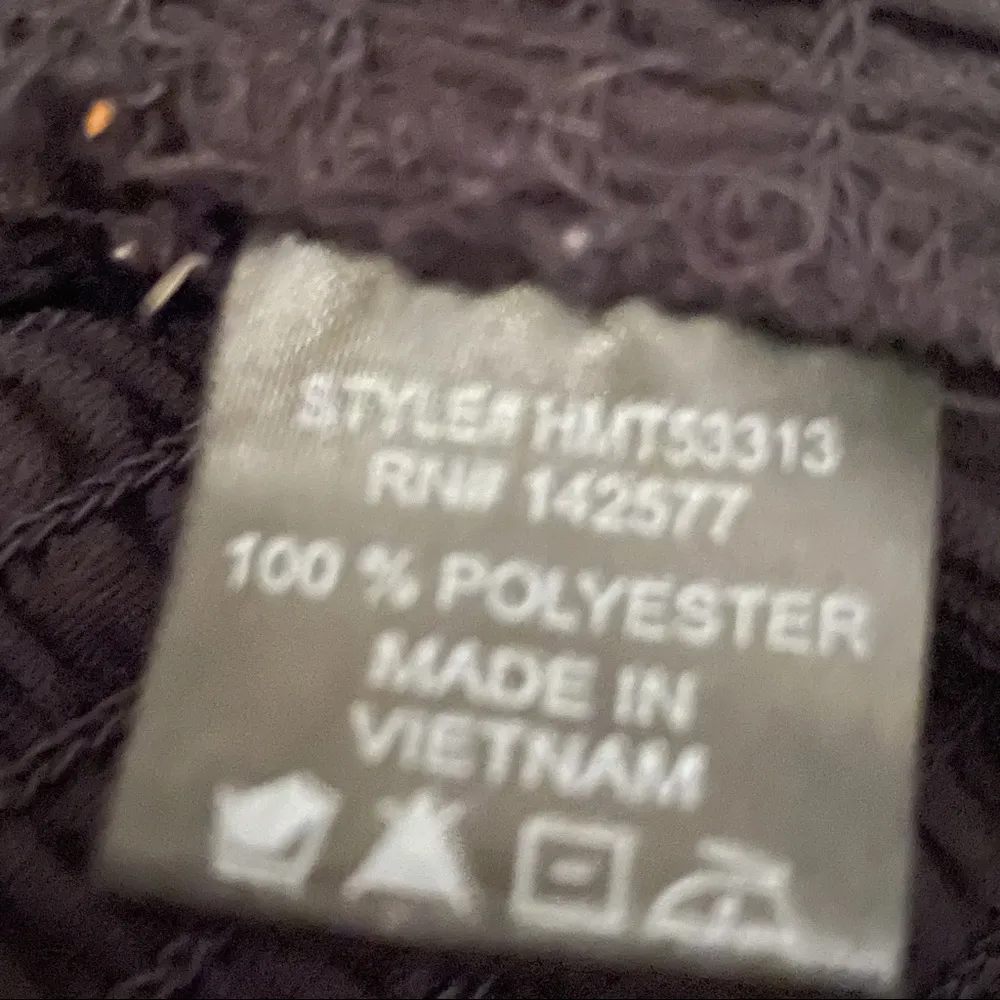 STYLE# HMT53313
RN# 142577
100 % POLYESTER
MADE IN
VIETNAM